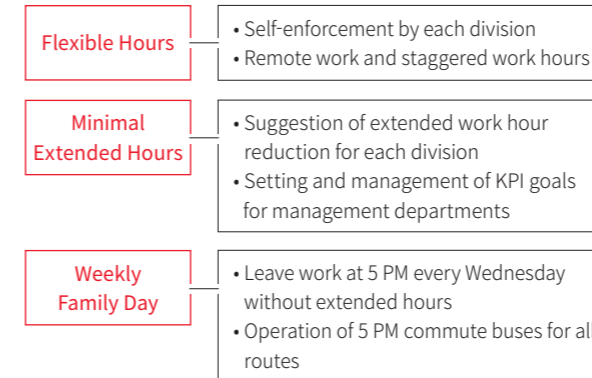 Flexible Hours
• Self-enforcement by each division
• Remote work and staggered work hours
Minimal
Extended Hours
• Suggestion of extended work hour
reduction for each division
• Setting and management of KPI goals
for management departments
Weekly
Family Day
• Leave work at 5 PM every Wednesday
without extended hours
• Operation of 5 PM commute buses for all
routes